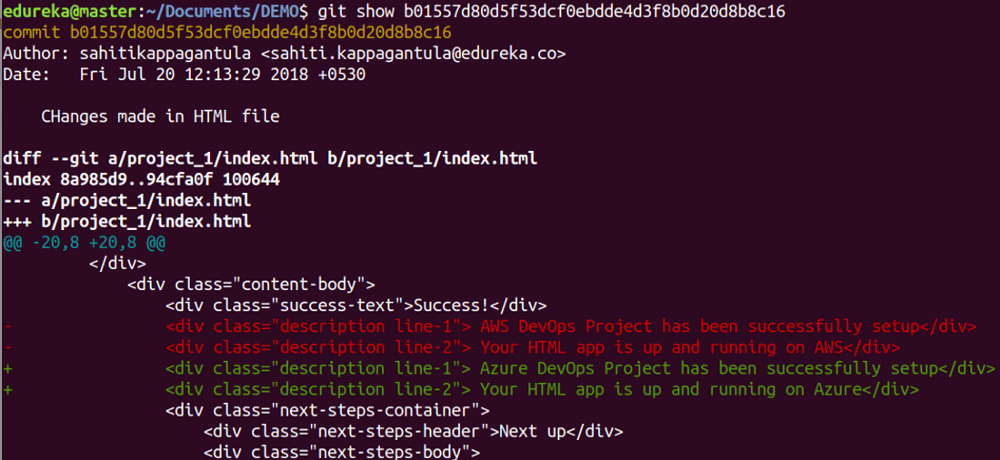 edureka@master:~/Documents/DEMO$ git show b01557d80d5f53dcf0ebdde4d3f8b0d20d8b8c16
commit b01557d80d5f53dcf0ebdde4d3f8b0d20d8b8c16
Author: sahitikappagantula <sahiti.kappagantula@edureka.co>
Date:   Fri Jul 20 12:13:29 2018 +0530

    CHanges made in HTML file

diff --git a/project_1/index.html b/project_1/index.html
index 8a985d9..94cfa0f 100644
--- a/project_1/index.html
+++ b/project_1/index.html
@@ -20,8 +20,8 @@
         </div>
             <div class="content-body">
                 <div class="success-text">Success!</div>
-                <div class="description line-1"> AWS DevOps Project has been successfully setup</div>
-                <div class="description line-2"> Your HTML app is up and running on AWS</div>
+                <div class="description line-1"> Azure DevOps Project has been successfully setup</div>
+                <div class="description line-2"> Your HTML app is up and running on Azure</div>
                 <div class="next-steps-container">
                     <div class="next-steps-header">Next up</div>
                     <div class="next-steps-body">